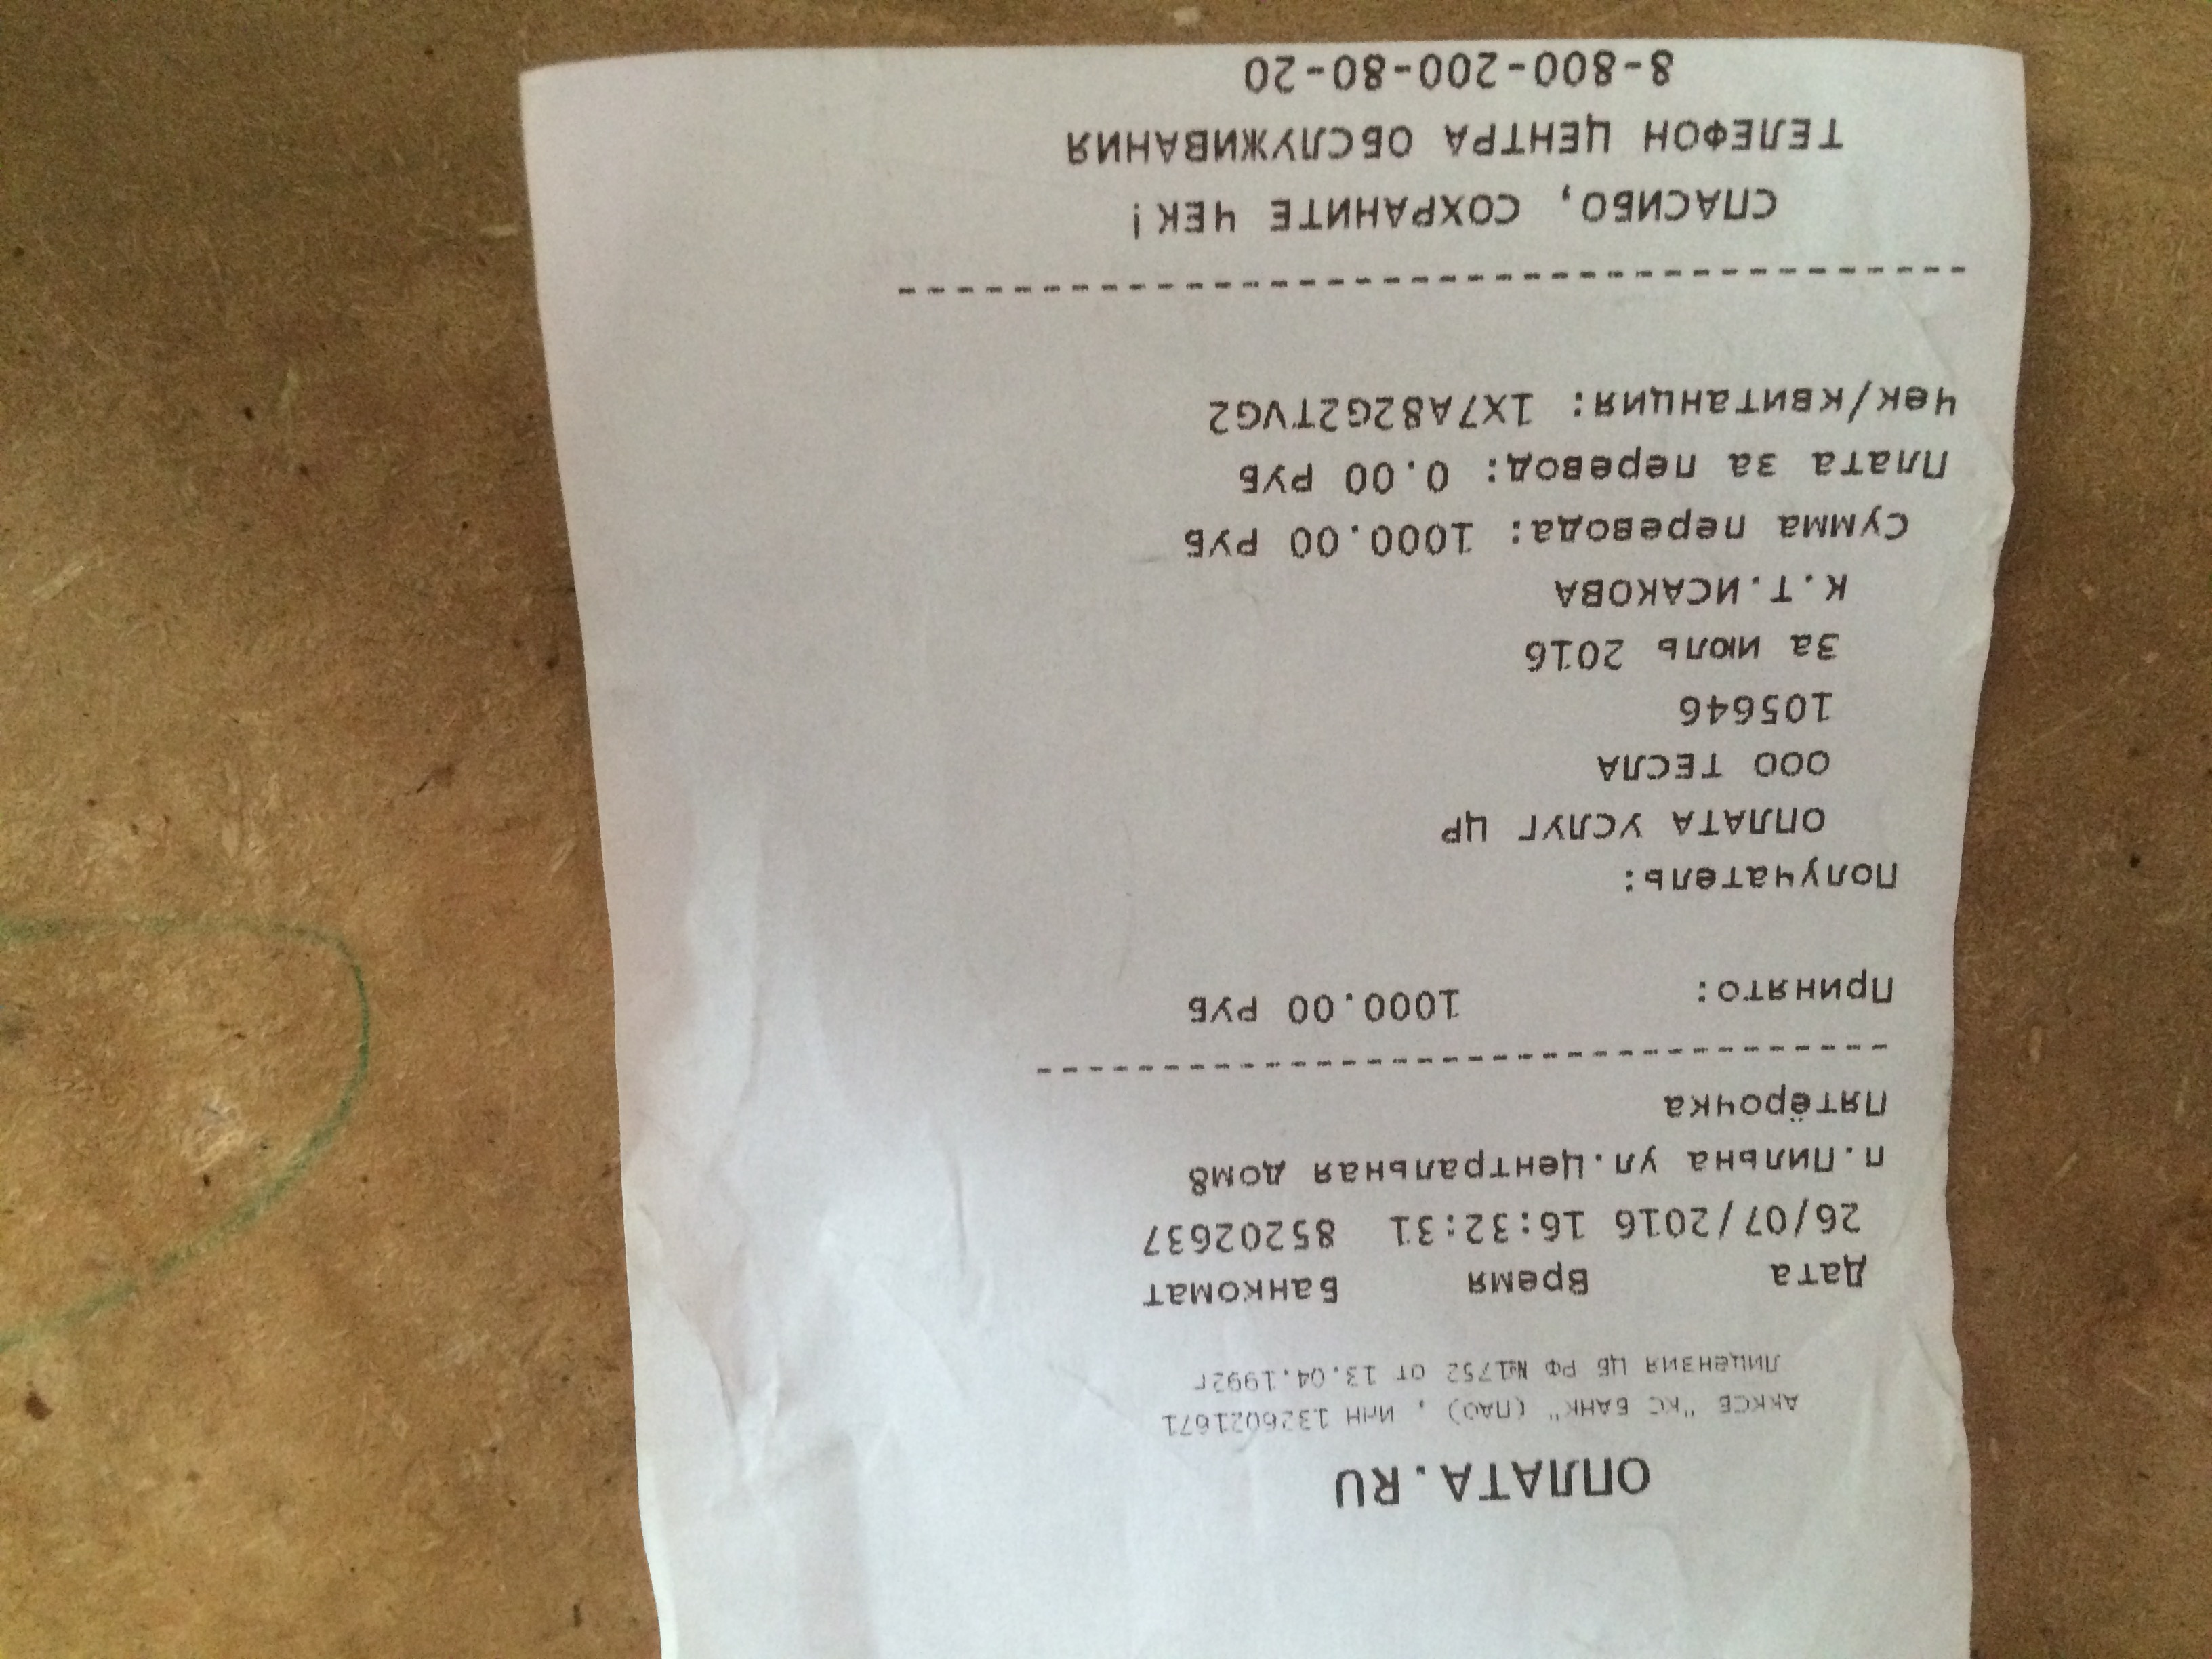 ОПЛАТА.RU
АККСБ "КС БАНК" (ПАО) , ИНН 1326021671
Лицензия ЦБ РФ №1752 от 13.04.1992г
Дата Время Банкомат
26/07/2016 16:32:31 85202637
п.Пильна ул.Центральная дом8
Пятёрочка
------------------------------
Принято: 1000.00 РУБ
Получатель:
ОПЛАТА УСЛУГ ЦР
ООО ТЕСЛА
105646
За июль 2016
К.Т.ИСАКОВА
Сумма перевода: 1000.00 РУБ
Плата за перевод: 0.00 РУБ
Чек/квитанция: 1X7A82G2TVG2
--------------------------------------
СПАСИБО, СОХРАНИТЕ ЧЕК!
ТЕЛЕФОН ЦЕНТРА ОБСЛУЖИВАНИЯ
8-800-200-80-20